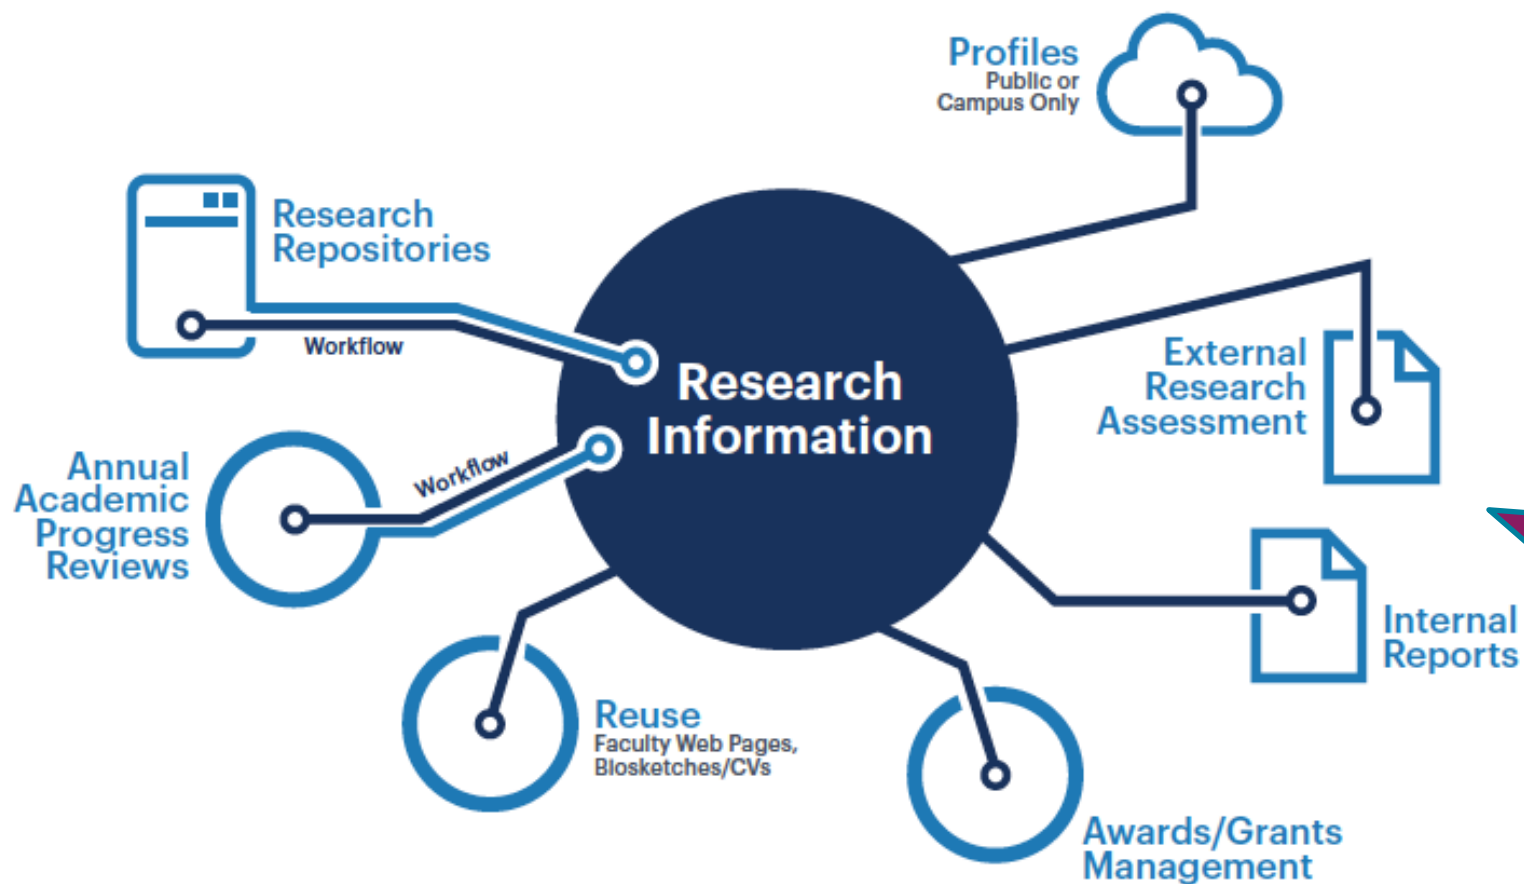 Profiles
Public or
Campus Only
Research
Repositories
Workflow
Research
Information
External
Research
Assessment
Annual
Academic
Progress
Reviews
Workflow
Internal
Reports
Reuse
Faculty Web Pages,
Biosketches/CVs
Awards/Grants
Management